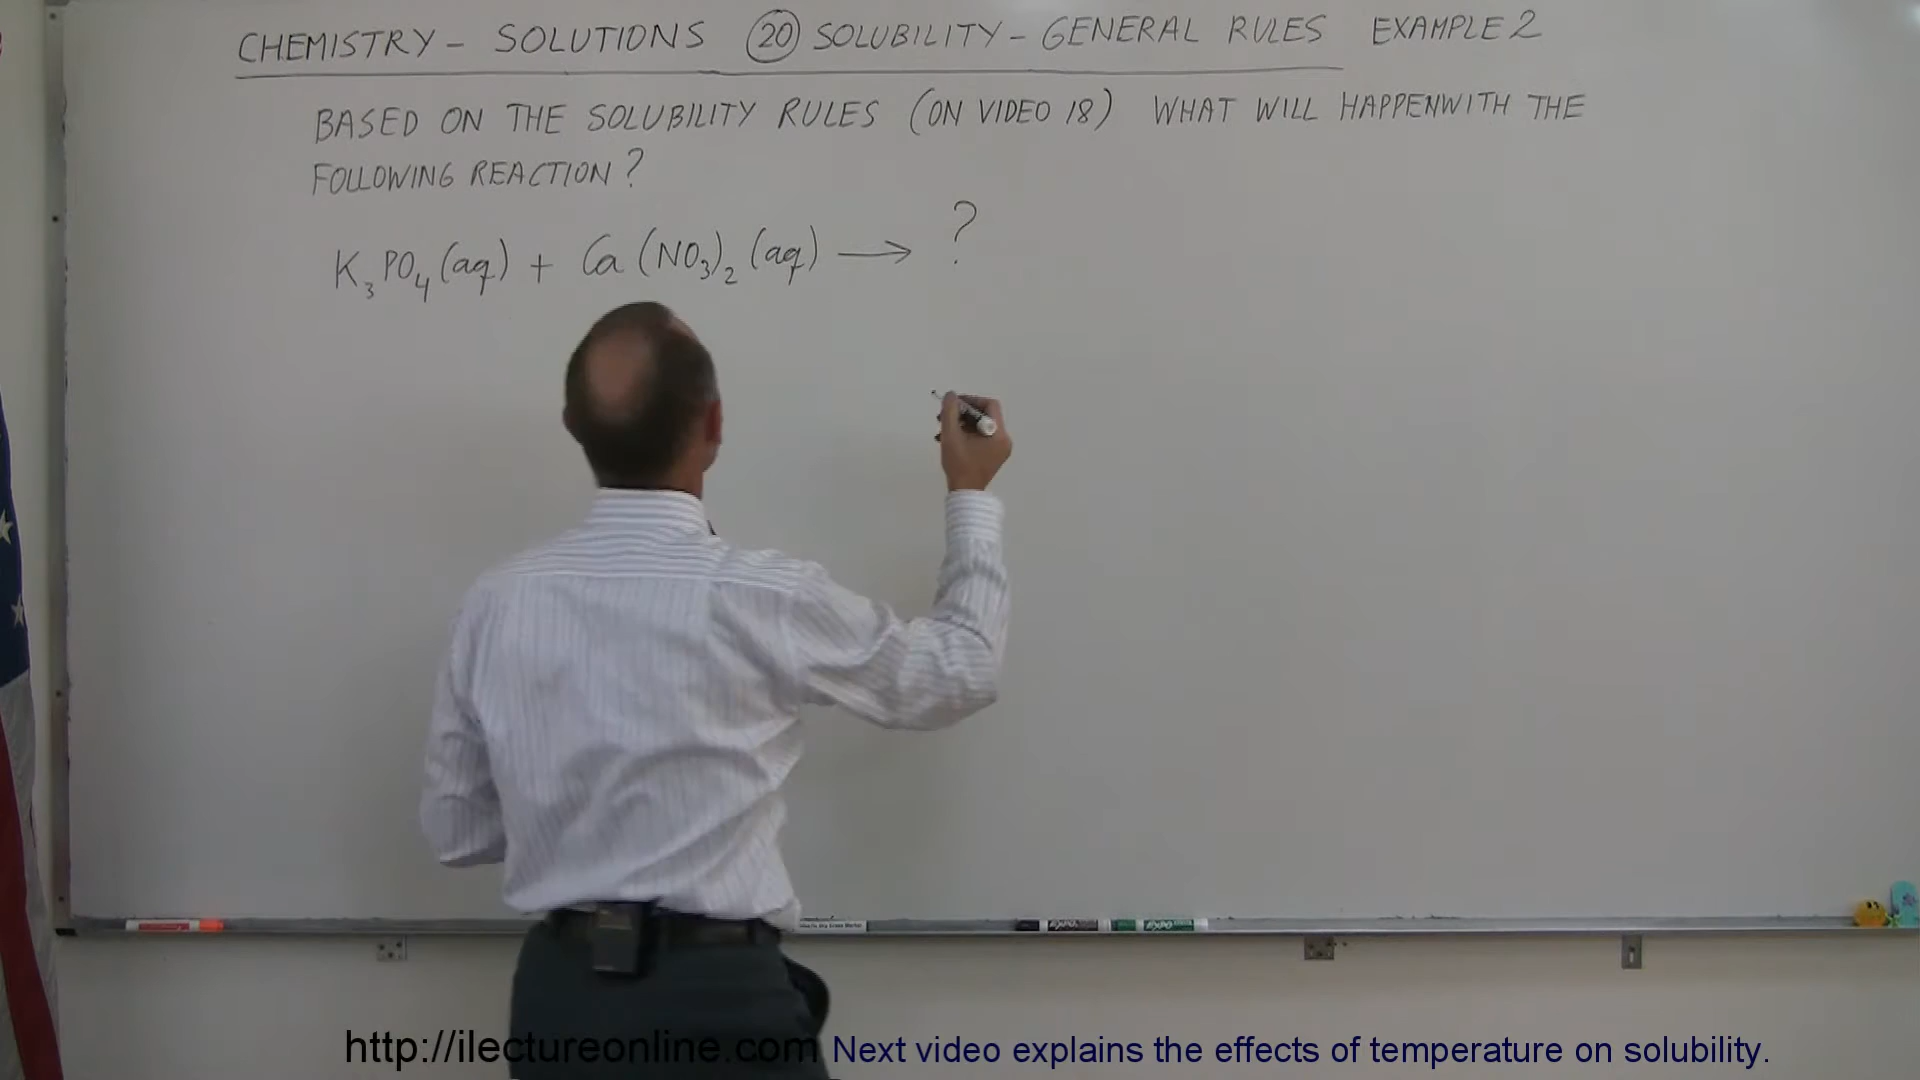 CHEMISTRY - SOLUTIONS (20) SOLUBILITY - GENERAL RULES EXAMPLE 2
BASED ON THE SOLUBILITY RULES (ON VIDEO 18) WHAT WILL HAPPENWITH THE
FOLLOWING REACTION?
K₃PO₄(aq) + Ca(NO₃)₂(aq) → ?
http://ilectureonline.com Next video explains the effects of temperature on solubility.